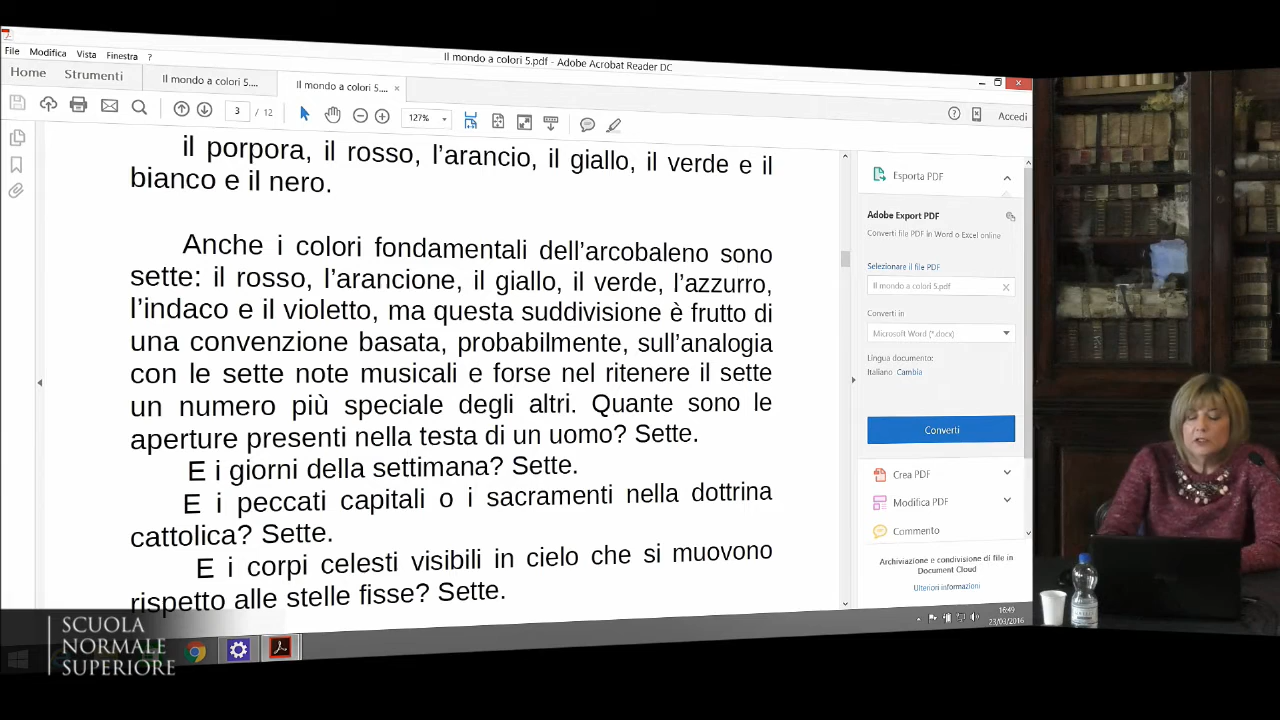 Il mondo a colori 5.pdf - Adobe Acrobat Reader DC
File Modifica Vista Finestra ?
Home Strumenti Il mondo a colori 5.... Il mondo a colori 5.... ×
3 / 12 127% Accedi
il porpora, il rosso, l’arancio, il giallo, il verde e il
bianco e il nero.
Anche i colori fondamentali dell’arcobaleno sono
sette: il rosso, l’arancione, il giallo, il verde, l’azzurro,
l’indaco e il violetto, ma questa suddivisione è frutto di
una convenzione basata, probabilmente, sull’analogia
con le sette note musicali e forse nel ritenere il sette
un numero più speciale degli altri. Quante sono le
aperture presenti nella testa di un uomo? Sette.
E i giorni della settimana? Sette.
E i peccati capitali o i sacramenti nella dottrina
cattolica? Sette.
E i corpi celesti visibili in cielo che si muovono
rispetto alle stelle fisse? Sette.
Esporta PDF
Adobe Export PDF
Converti file PDF in Word o Excel online
Selezionare il file PDF
Il mondo a colori 5.pdf ×
Converti in
Microsoft Word (*.docx)
Lingua documento:
Italiano Cambia
Converti
Crea PDF
Modifica PDF
Commento
Archiviazione e condivisione di file in
Document Cloud
Ulteriori informazioni
16:49
23/03/2016
SCUOLA
NORMALE
SUPERIORE